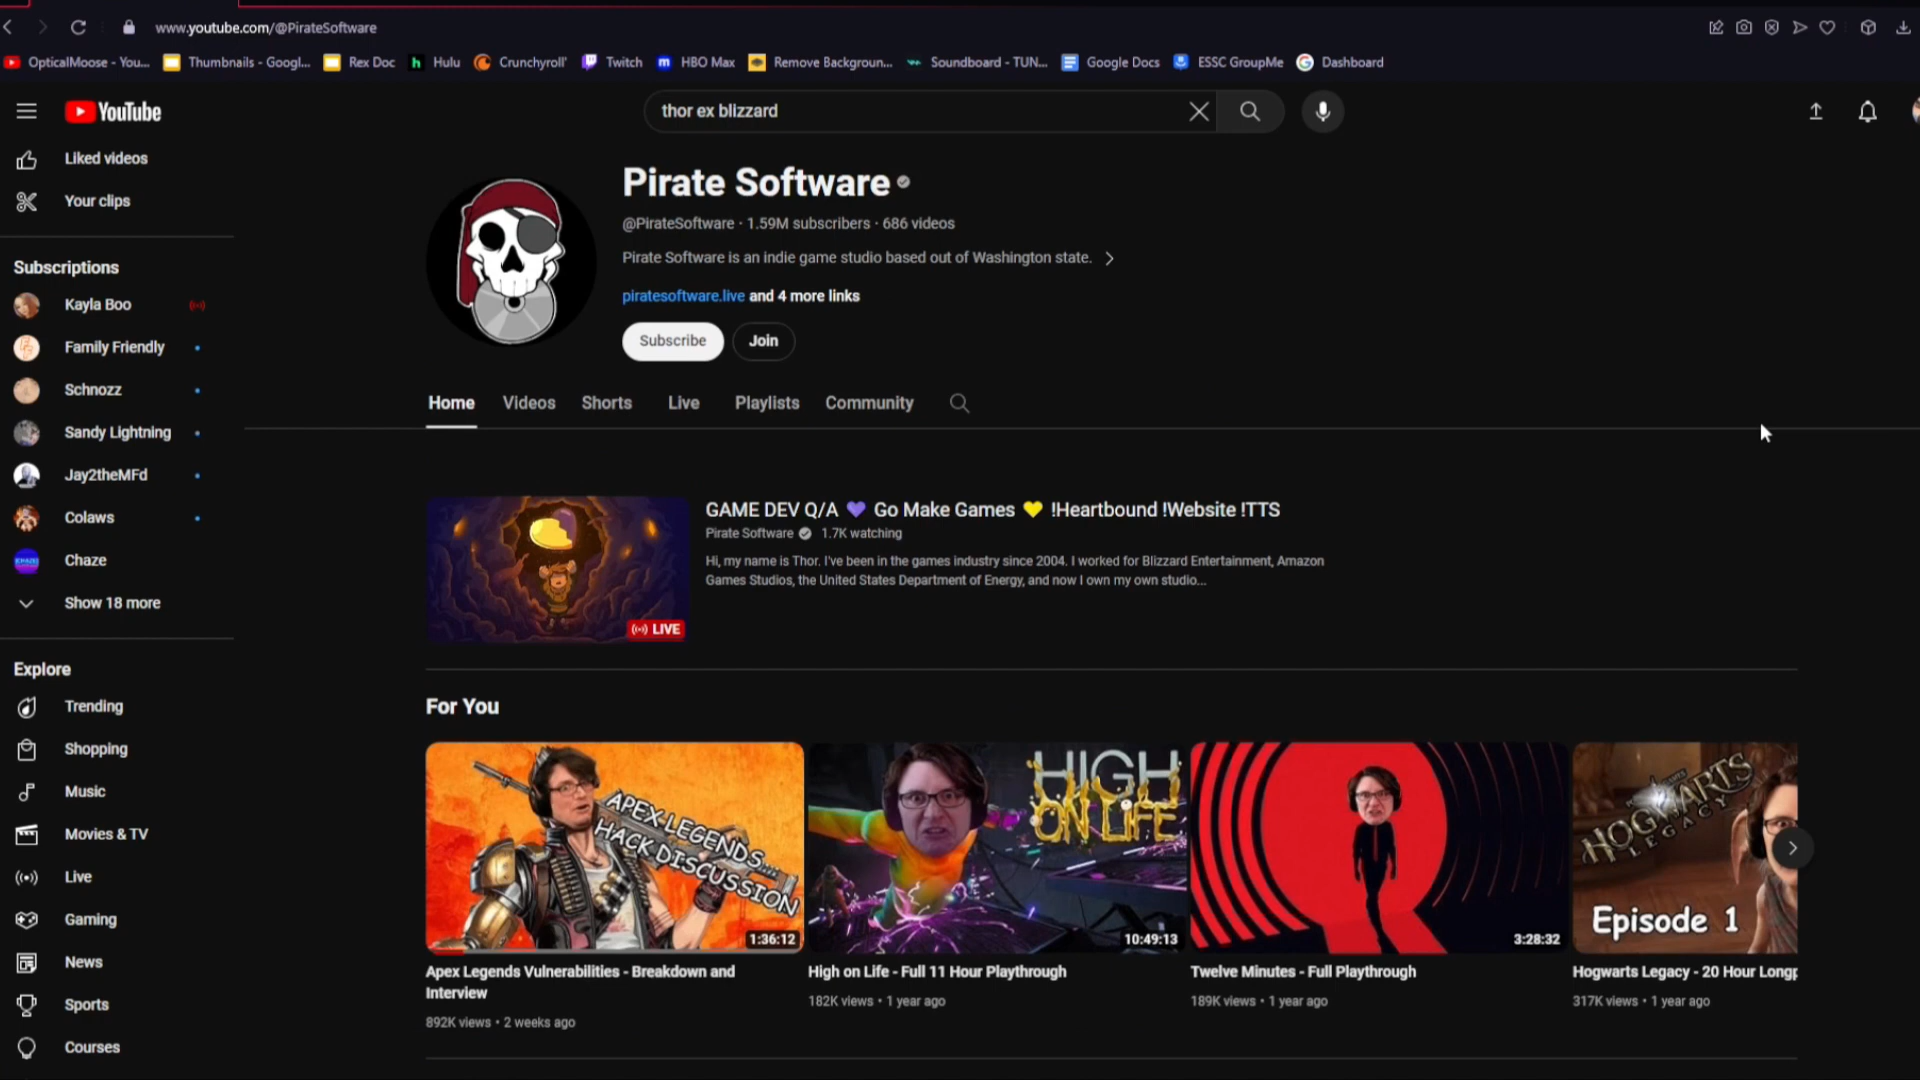 www.youtube.com/@PirateSoftware
OpticalMoose - You...
Thumbnails - Googl...
Rex Doc
Hulu
Crunchyroll'
Twitch
HBO Max
Remove Backgroun...
Soundboard - TUN...
Google Docs
ESSC GroupMe
Dashboard
YouTube
thor ex blizzard
Liked videos
Your clips
Subscriptions
Kayla Boo
Family Friendly
Schnozz
Sandy Lightning
Jay2theMFd
Colaws
Chaze
Show 18 more
Explore
Trending
Shopping
Music
Movies & TV
Live
Gaming
News
Sports
Courses
Pirate Software
@PirateSoftware · 1.59M subscribers · 686 videos
Pirate Software is an indie game studio based out of Washington state.
piratesoftware.live and 4 more links
Subscribe
Join
Home
Videos
Shorts
Live
Playlists
Community
LIVE
GAME DEV Q/A 💜 Go Make Games 💛 !Heartbound !Website !TTS
Pirate Software 1.7K watching
Hi, my name is Thor. I've been in the games industry since 2004. I worked for Blizzard Entertainment, Amazon
Games Studios, the United States Department of Energy, and now I own my own studio...
For You
APEX LEGENDS...
HACK DISCUSSION
1:36:12
Apex Legends Vulnerabilities - Breakdown and
Interview
892K views • 2 weeks ago
HIGH
ON LIFE
10:49:13
High on Life - Full 11 Hour Playthrough
182K views • 1 year ago
3:28:32
Twelve Minutes - Full Playthrough
189K views • 1 year ago
HOGWARTS
LEGACY
Episode 1
Hogwarts Legacy - 20 Hour Longp
317K views • 1 year ago